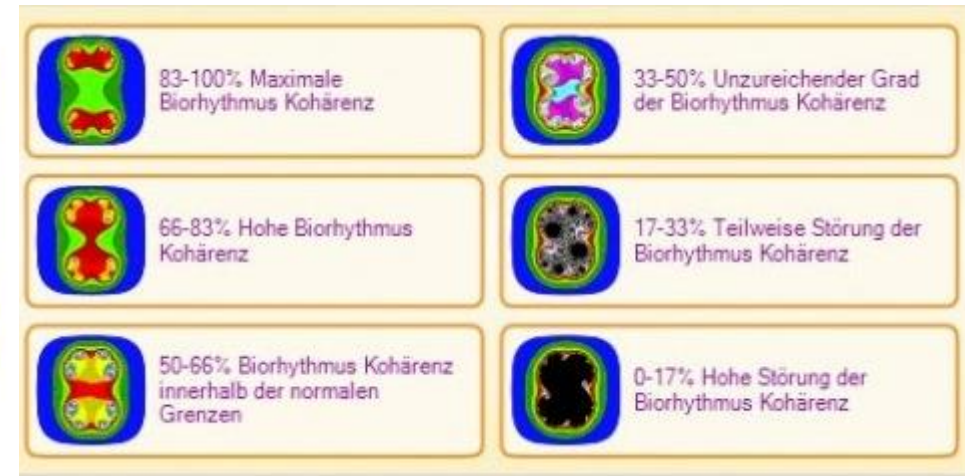 83-100% Maximale
Biorhythmus Kohärenz
66-83% Hohe Biorhythmus
Kohärenz
50-66% Biorhythmus Kohärenz
innerhalb der normalen
Grenzen
33-50% Unzureichender Grad
der Biorhythmus Kohärenz
17-33% Teilweise Störung der
Biorhythmus Kohärenz
0-17% Hohe Störung der
Biorhythmus Kohärenz